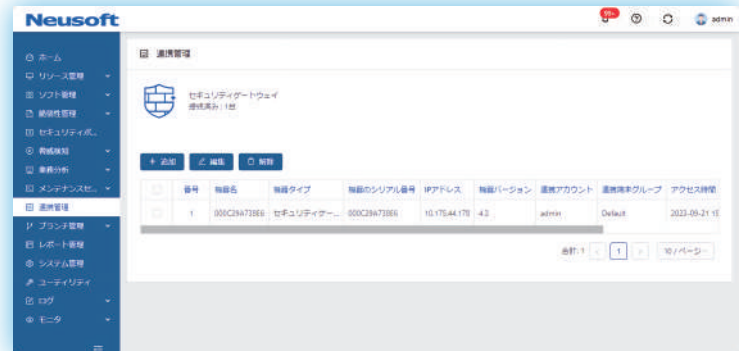 Neusoft
99+
admin
ホーム
リソース管理
ソフト管理
脆弱性管理
セキュリティポ...
脅威検知
業務分析
メンテナンスセ...
連携管理
ブランチ管理
レポート管理
システム管理
ユーティリティ
ログ
モニタ
連携管理
セキュリティゲートウェイ
接続済み: 1台
+ 追加
編集
解除
番号 機器名 機器タイプ 機器のシリアル番号 IPアドレス 機器バージョン 連携アカウント 連携端末グループ アクセス時間
1 000C29A738E6 セキュリティゲー... 000C29A738E6 10.175.44.178 4.3 admin Default 2023-09-21
合計: 1 < 1 > 10 / ページ